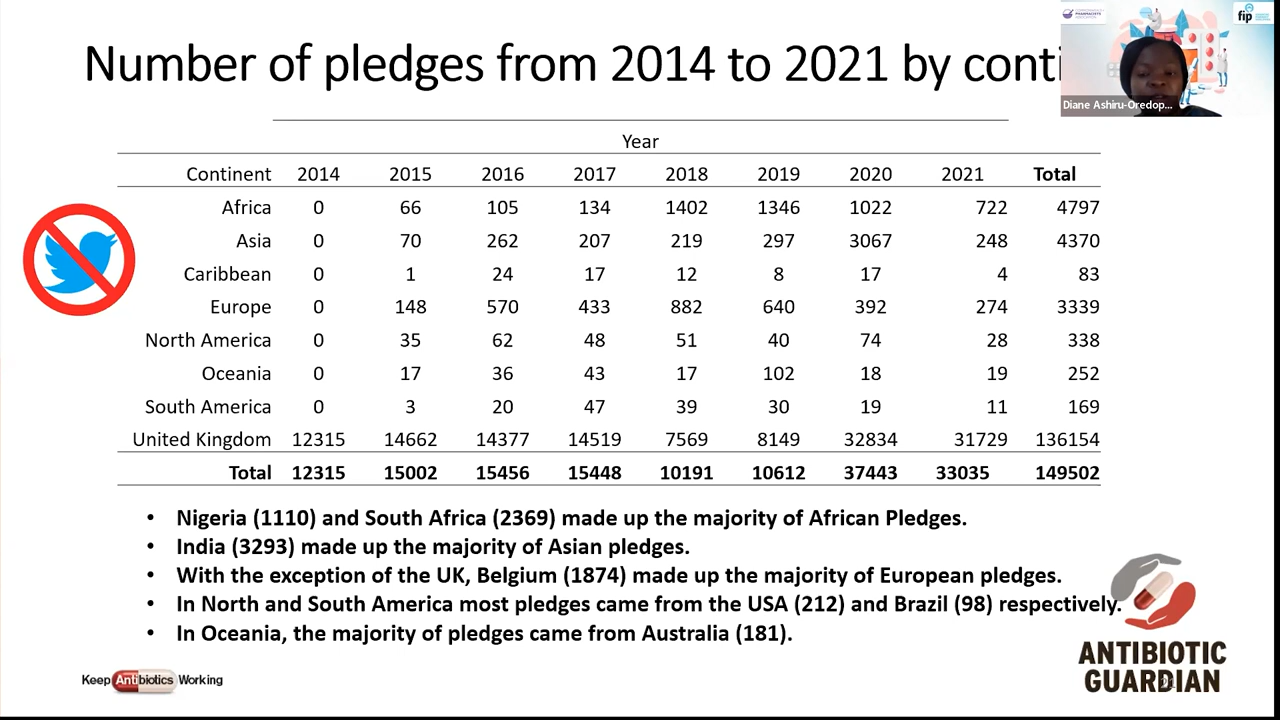 Number of pledges from 2014 to 2021 by conti
fip
Diane Ashiru-Oredop...
Year
Continent 2014 2015 2016 2017 2018 2019 2020 2021 Total
Africa 0 66 105 134 1402 1346 1022 722 4797
Asia 0 70 262 207 219 297 3067 248 4370
Caribbean 0 1 24 17 12 8 17 4 83
Europe 0 148 570 433 882 640 392 274 3339
North America 0 35 62 48 51 40 74 28 338
Oceania 0 17 36 43 17 102 18 19 252
South America 0 3 20 47 39 30 19 11 169
United Kingdom 12315 14662 14377 14519 7569 8149 32834 31729 136154
Total 12315 15002 15456 15448 10191 10612 37443 33035 149502
• Nigeria (1110) and South Africa (2369) made up the majority of African Pledges.
• India (3293) made up the majority of Asian pledges.
• With the exception of the UK, Belgium (1874) made up the majority of European pledges.
• In North and South America most pledges came from the USA (212) and Brazil (98) respectively.
• In Oceania, the majority of pledges came from Australia (181).
Keep Antibiotics Working
ANTIBIOTIC
GUARDIAN